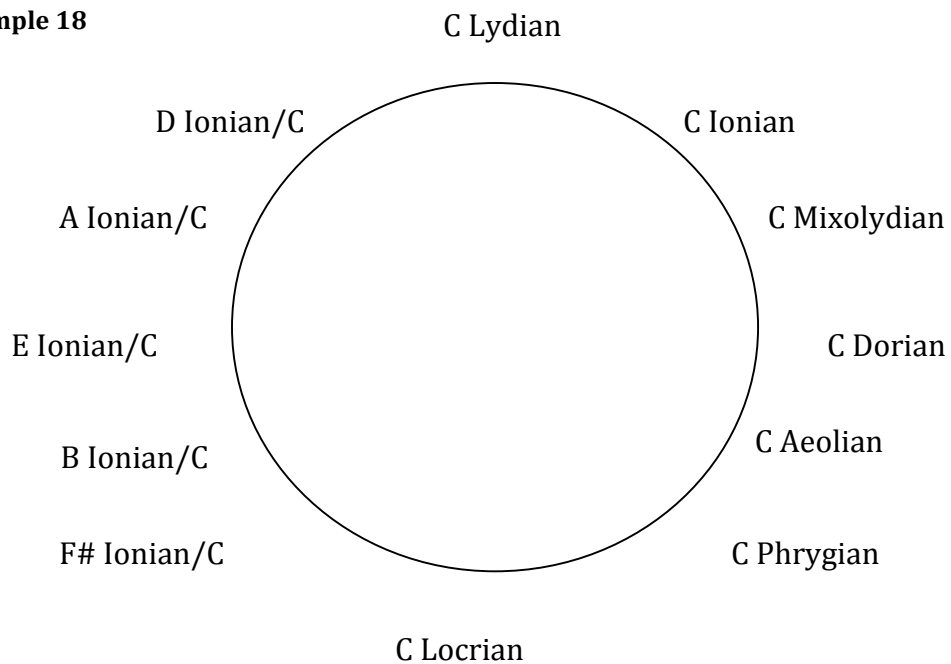 mple 18
C Lydian
D Ionian/C
C Ionian
A Ionian/C
C Mixolydian
E Ionian/C
C Dorian
C Aeolian
B Ionian/C
F# Ionian/C
C Phrygian
C Locrian